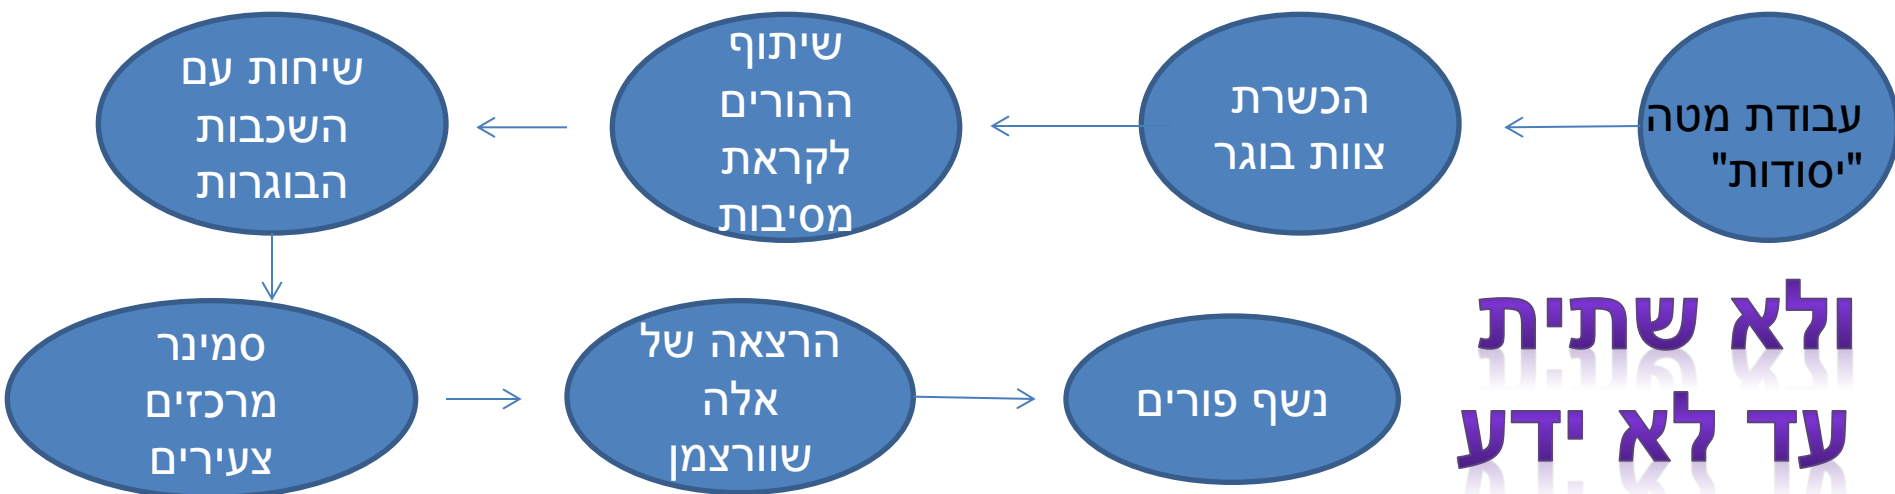 עבודת מטה
"יסודות"
הכשרת
צוות בוגר
שיתוף
ההורים
לקראת
מסיבות
שיחות עם
השכבות
הבוגרות
סמינר
מרכזים
צעירים
הרצאה של
אלה
שוורצמן
נשף פורים
ולא שתית
עד לא ידע